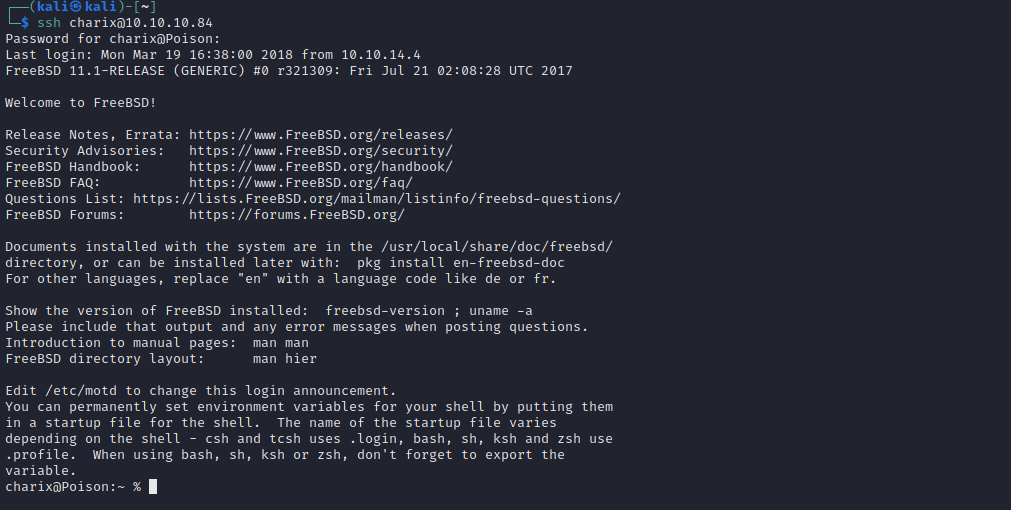 ┌──(kali㉿kali)-[~]
└─$ ssh charix@10.10.10.84
Password for charix@Poison:
Last login: Mon Mar 19 16:38:00 2018 from 10.10.14.4
FreeBSD 11.1-RELEASE (GENERIC) #0 r321309: Fri Jul 21 02:08:28 UTC 2017

Welcome to FreeBSD!

Release Notes, Errata: https://www.FreeBSD.org/releases/
Security Advisories:   https://www.FreeBSD.org/security/
FreeBSD Handbook:      https://www.FreeBSD.org/handbook/
FreeBSD FAQ:           https://www.FreeBSD.org/faq/
Questions List: https://lists.FreeBSD.org/mailman/listinfo/freebsd-questions/
FreeBSD Forums:        https://forums.FreeBSD.org/

Documents installed with the system are in the /usr/local/share/doc/freebsd/
directory, or can be installed later with:  pkg install en-freebsd-doc
For other languages, replace "en" with a language code like de or fr.

Show the version of FreeBSD installed:  freebsd-version ; uname -a
Please include that output and any error messages when posting questions.
Introduction to manual pages:  man man
FreeBSD directory layout:      man hier

Edit /etc/motd to change this login announcement.
You can permanently set environment variables for your shell by putting them
in a startup file for the shell.  The name of the startup file varies
depending on the shell - csh and tcsh uses .login, bash, sh, ksh and zsh use
.profile.  When using bash, sh, ksh or zsh, don't forget to export the
variable.
charix@Poison:~ %